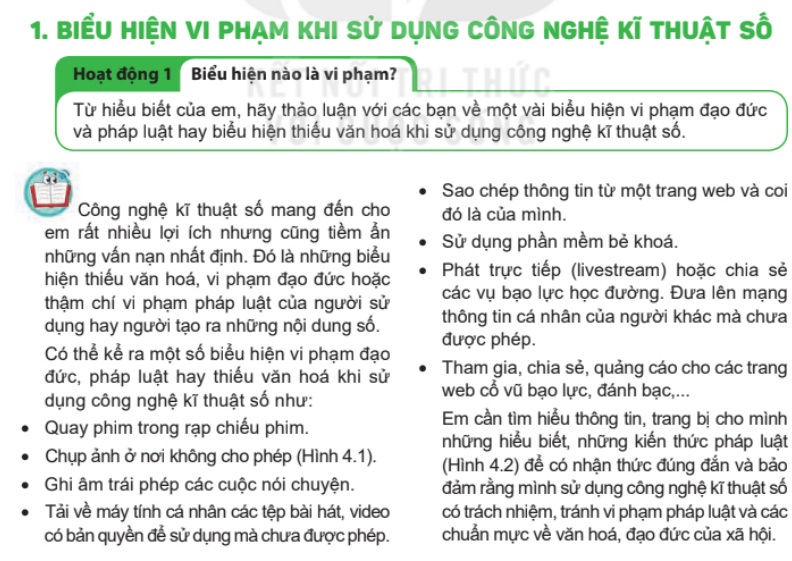 1. BIỂU HIỆN VI PHẠM KHI SỬ DỤNG CÔNG NGHỆ KĨ THUẬT SỐ
Hoạt động 1 Biểu hiện nào là vi phạm?
KẾT NỐI TRI THỨC
VỚI CUỘC SỐNG
Từ hiểu biết của em, hãy thảo luận với các bạn về một vài biểu hiện vi phạm đạo đức
và pháp luật hay biểu hiện thiếu văn hoá khi sử dụng công nghệ kĩ thuật số.
Công nghệ kĩ thuật số mang đến cho
em rất nhiều lợi ích nhưng cũng tiềm ẩn
những vấn nạn nhất định. Đó là những biểu
hiện thiếu văn hoá, vi phạm đạo đức hoặc
thậm chí vi phạm pháp luật của người sử
dụng hay người tạo ra những nội dung số.
Có thể kể ra một số biểu hiện vi phạm đạo
đức, pháp luật hay thiếu văn hoá khi sử
dụng công nghệ kĩ thuật số như:
• Quay phim trong rạp chiếu phim.
• Chụp ảnh ở nơi không cho phép (Hình 4.1).
• Ghi âm trái phép các cuộc nói chuyện.
• Tải về máy tính cá nhân các tệp bài hát, video
có bản quyền để sử dụng mà chưa được phép.
• Sao chép thông tin từ một trang web và coi
đó là của mình.
• Sử dụng phần mềm bẻ khoá.
• Phát trực tiếp (livestream) hoặc chia sẻ
các vụ bạo lực học đường. Đưa lên mạng
thông tin cá nhân của người khác mà chưa
được phép.
• Tham gia, chia sẻ, quảng cáo cho các trang
web cổ vũ bạo lực, đánh bạc,...
Em cần tìm hiểu thông tin, trang bị cho mình
những hiểu biết, những kiến thức pháp luật
(Hình 4.2) để có nhận thức đúng đắn và bảo
đảm rằng mình sử dụng công nghệ kĩ thuật số
có trách nhiệm, tránh vi phạm pháp luật và các
chuẩn mực về văn hoá, đạo đức của xã hội.